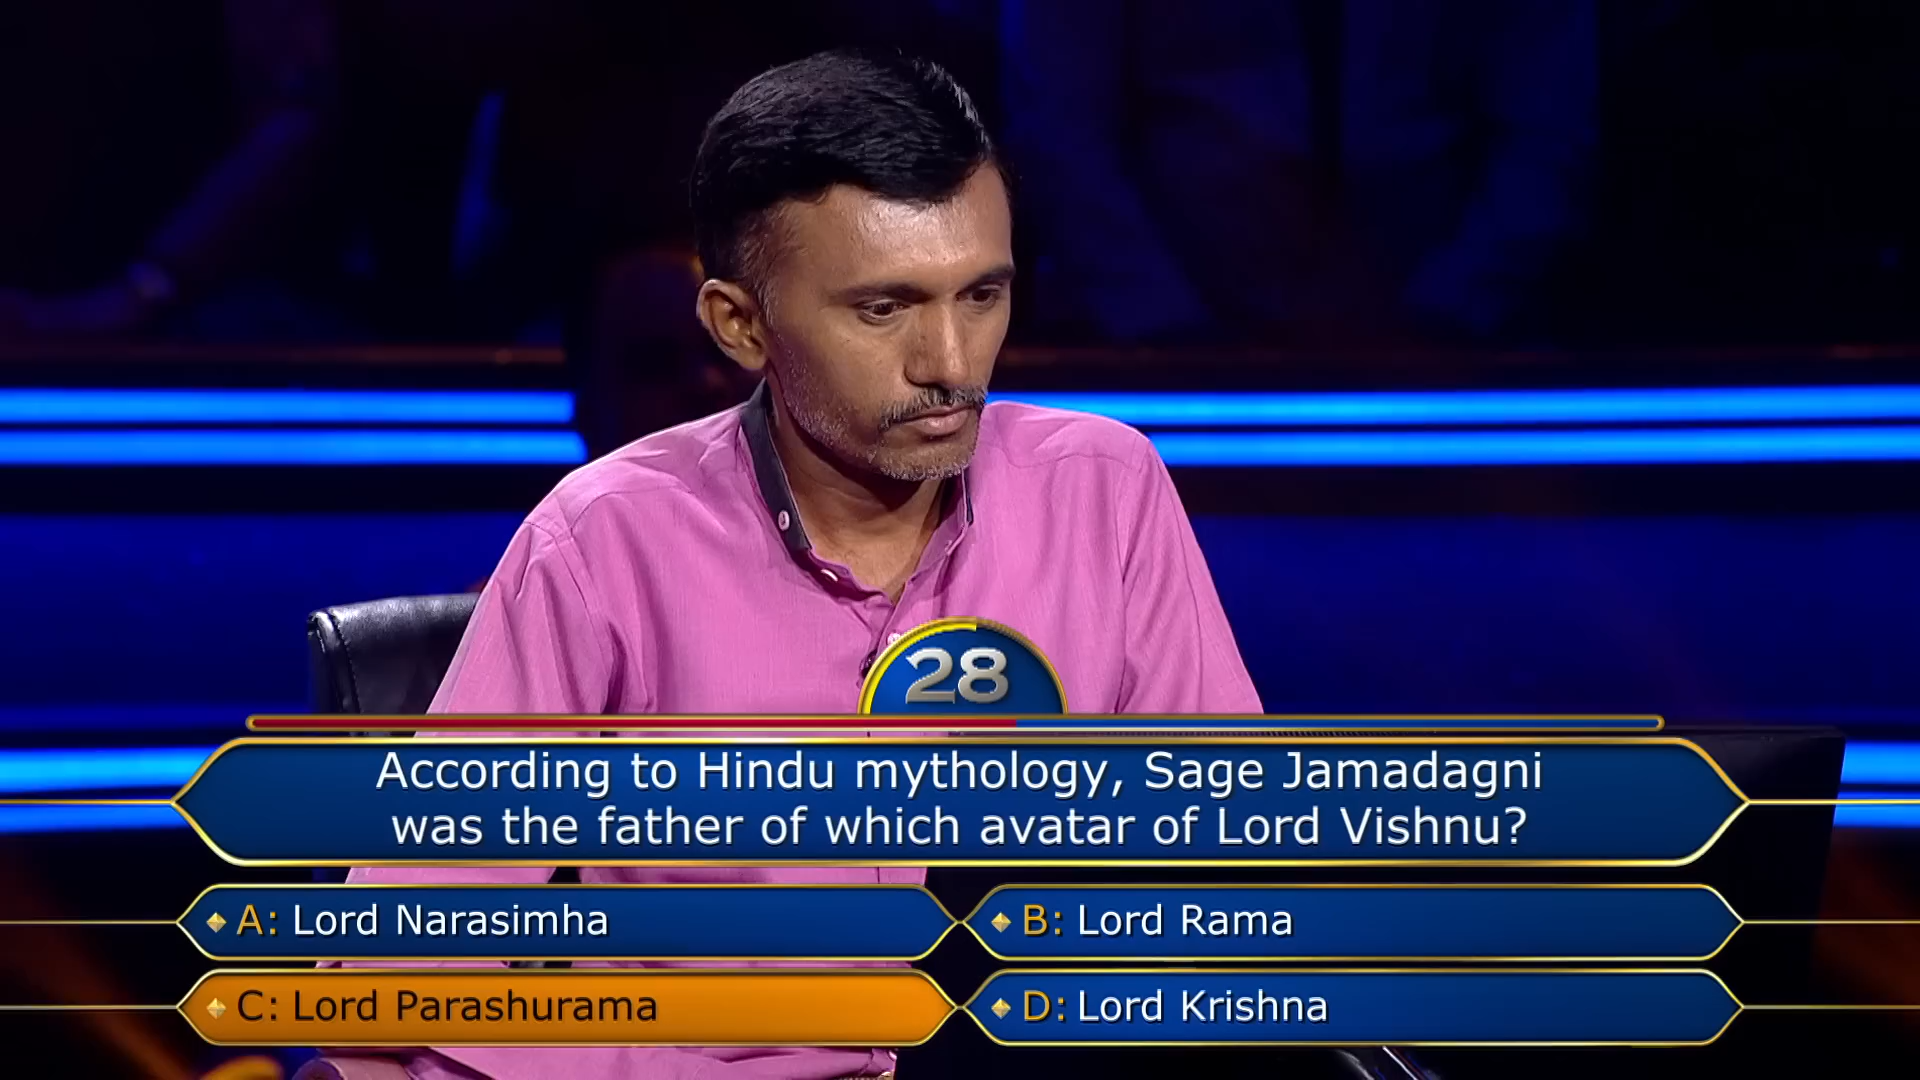 28
According to Hindu mythology, Sage Jamadagni
was the father of which avatar of Lord Vishnu?
A: Lord Narasimha
B: Lord Rama
C: Lord Parashurama
D: Lord Krishna